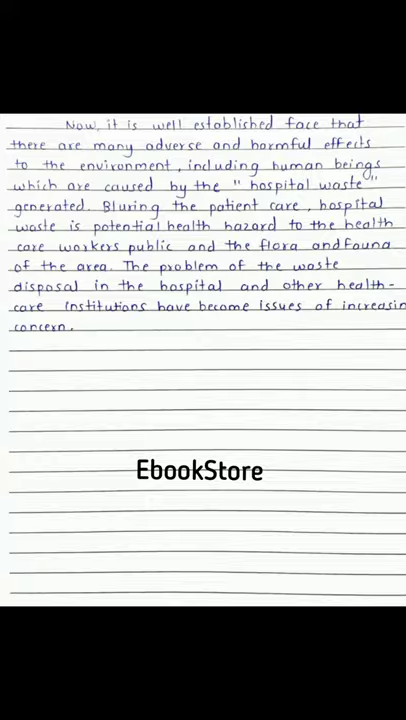 Now, it is well established face that
there are many adverse and harmful effects
to the environment, including human beings
which are caused by the "hospital waste"
generated. Bluring the patient care, hospital
waste is potential health hazard to the health
care workers public and the flora and fauna
of the area. The problem of the waste
disposal in the hospital and other health-
care Institutions have become issues of increasin
concern.
EbookStore